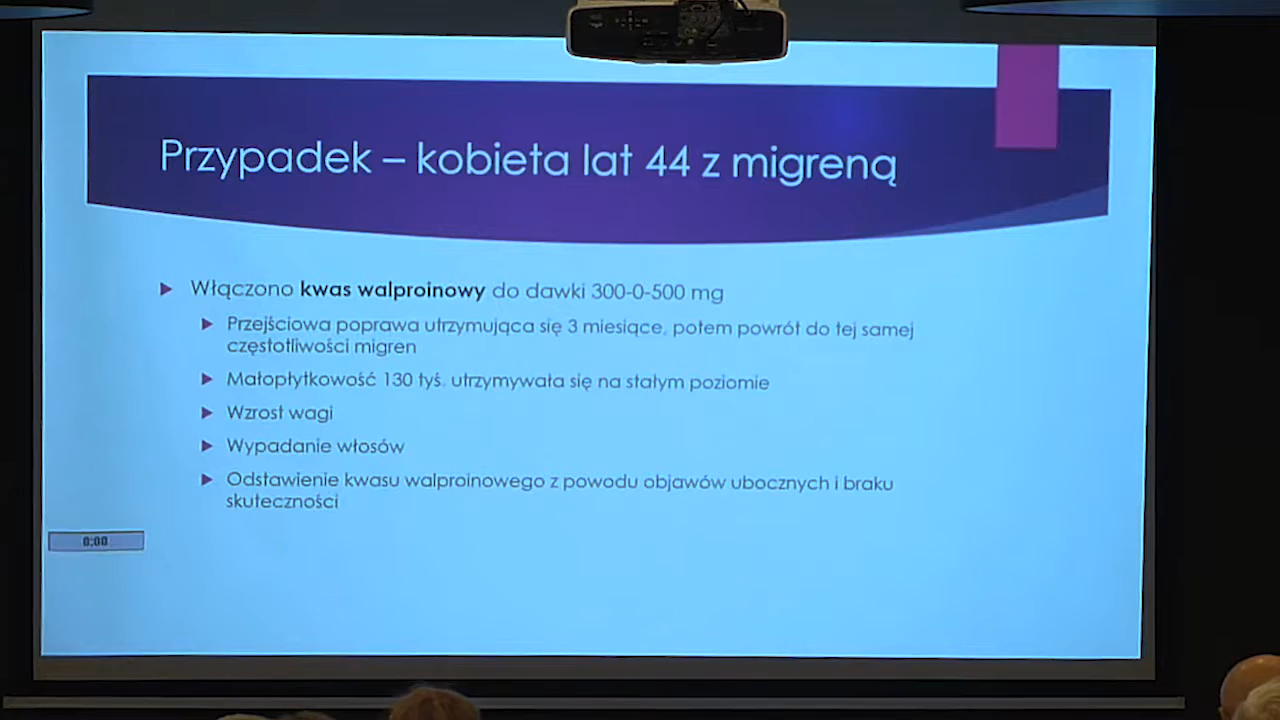 Przypadek – kobieta lat 44 z migreną
Włączono kwas walproinowy do dawki 300-0-500 mg
Przejściowa poprawa utrzymująca się 3 miesiące, potem powrót do tej samej
częstotliwości migren
Małopłytkowość 130 tyś. utrzymywała się na stałym poziomie
Wzrost wagi
Wypadanie włosów
Odstawienie kwasu walproinowego z powodu objawów ubocznych i braku
skuteczności
0:00